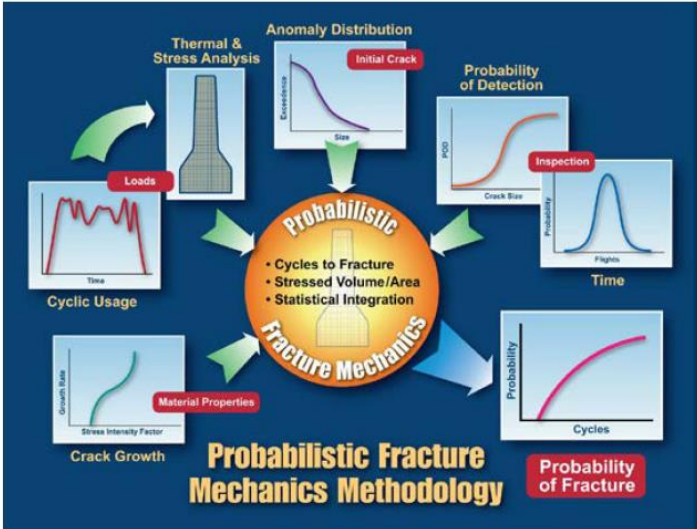 Anomaly Distribution
Initial Crack
Exceedence
Size
Thermal &
Stress Analysis
Probability
of Detection
POD
Crack Size
Inspection
Probability
Flights
Time
Loads
Time
Cyclic Usage
Probabilistic
• Cycles to Fracture
• Stressed Volume/Area
• Statistical Integration
Fracture Mechanics
Growth Rate
Stress Intensity Factor
Material Properties
Crack Growth
Probability
Cycles
Probability
of Fracture
Probabilistic Fracture
Mechanics Methodology